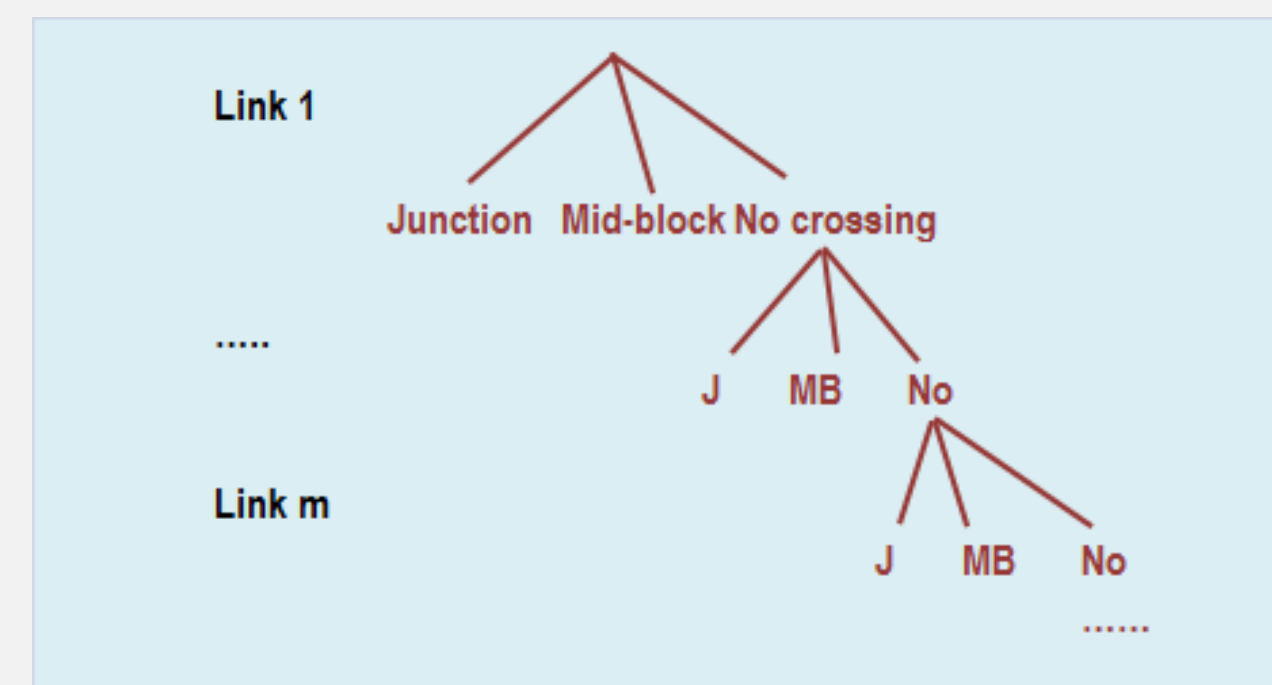 Link 1
Junction Mid-block No crossing
.....
J MB No
Link m
J MB No
......